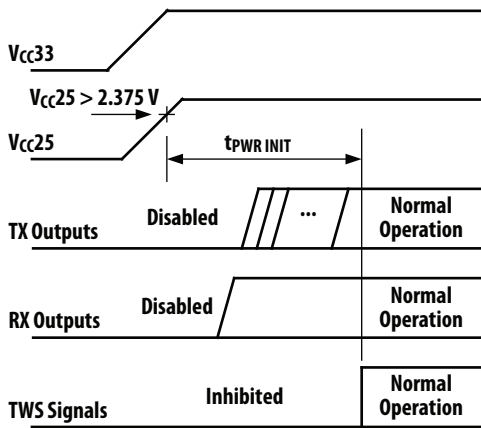 VCC33
VCC25 > 2.375 V
VCC25
tPWR INIT
TX Outputs
Disabled
...
Normal
Operation
RX Outputs
Disabled
Normal
Operation
TWS Signals
Inhibited
Normal
Operation